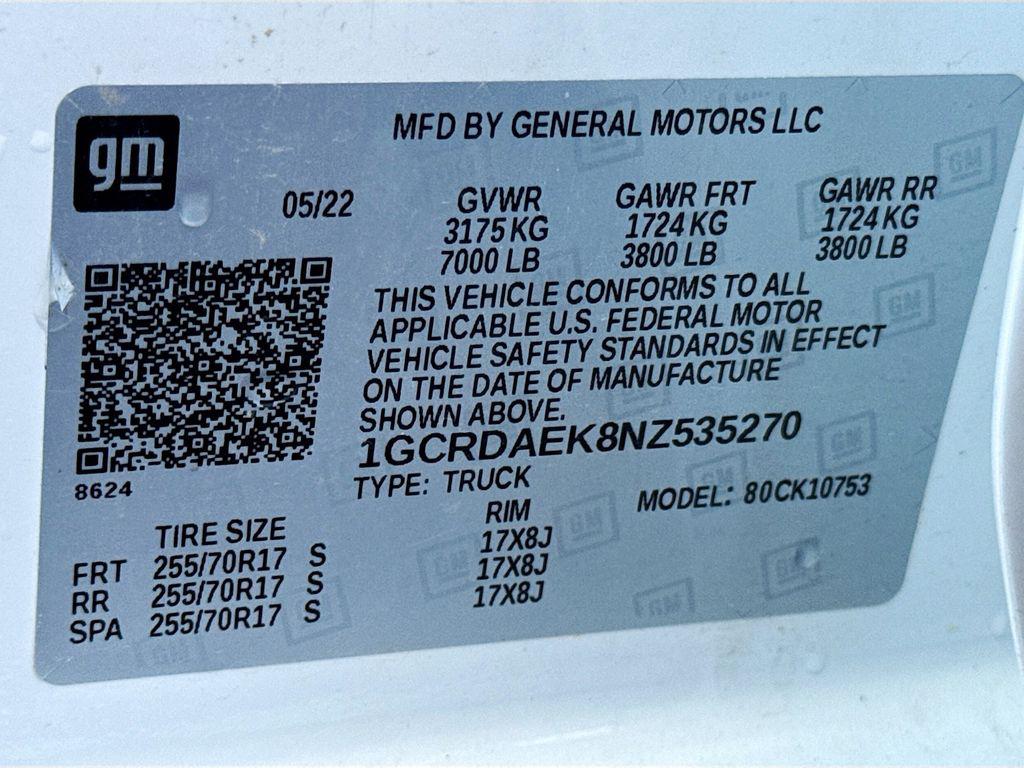 gm
MFD BY GENERAL MOTORS LLC
05/22
GVWR GAWR FRT GAWR RR
3175 KG 1724 KG 1724 KG
7000 LB 3800 LB 3800 LB
THIS VEHICLE CONFORMS TO ALL
APPLICABLE U.S. FEDERAL MOTOR
VEHICLE SAFETY STANDARDS IN EFFECT
ON THE DATE OF MANUFACTURE
SHOWN ABOVE.
1GCRDAEK8NZ535270
8624
TYPE: TRUCK MODEL: 80CK10753
TIRE SIZE RIM
FRT 255/70R17 S 17X8J
RR 255/70R17 S 17X8J
SPA 255/70R17 S 17X8J